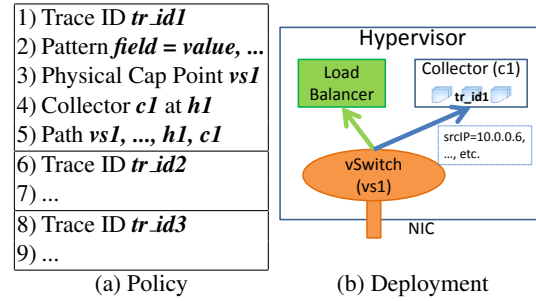 1) Trace ID tr_id1
2) Pattern field = value, ...
3) Physical Cap Point vs1
4) Collector c1 at h1
5) Path vs1, ..., h1, c1
6) Trace ID tr_id2
7) ...
8) Trace ID tr_id3
9) ...
(a) Policy
Hypervisor
Load
Balancer
Collector (c1)
tr_id1
srcIP=10.0.0.6,
..., etc.
vSwitch
(vs1)
NIC
(b) Deployment